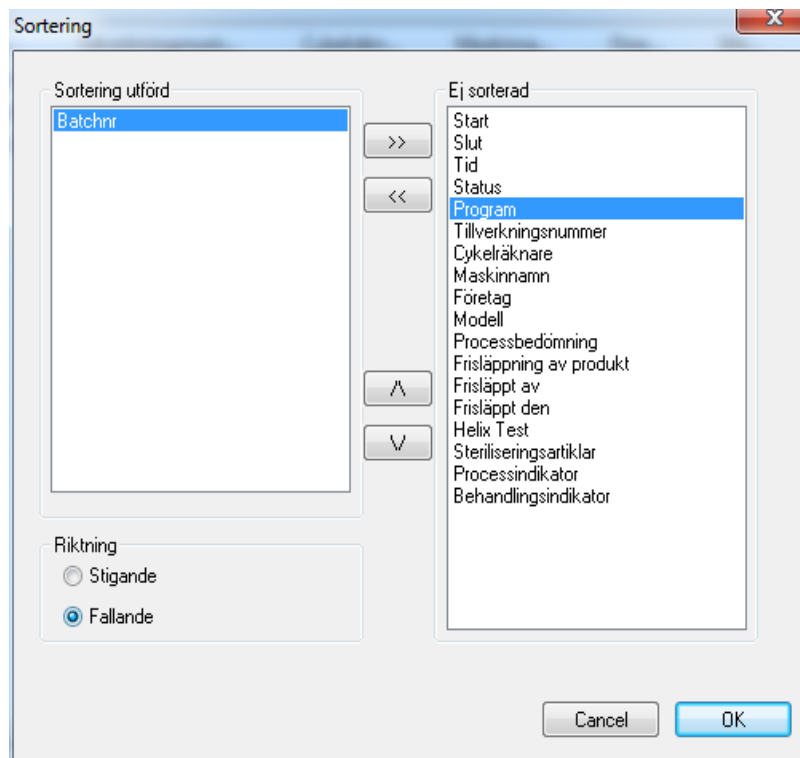 Sortering
X
Sortering utförd
Batchnr
>>
<<
/\
\/
Ej sorterad
Start
Slut
Tid
Status
Program
Tillverkningsnummer
Cykelräknare
Maskinnamn
Företag
Modell
Processbedömning
Frisläppning av produkt
Frisläppt av
Frisläppt den
Helix Test
Steriliseringsartiklar
Processindikator
Behandlingsindikator
Riktning
Stigande
Fallande
Cancel
OK